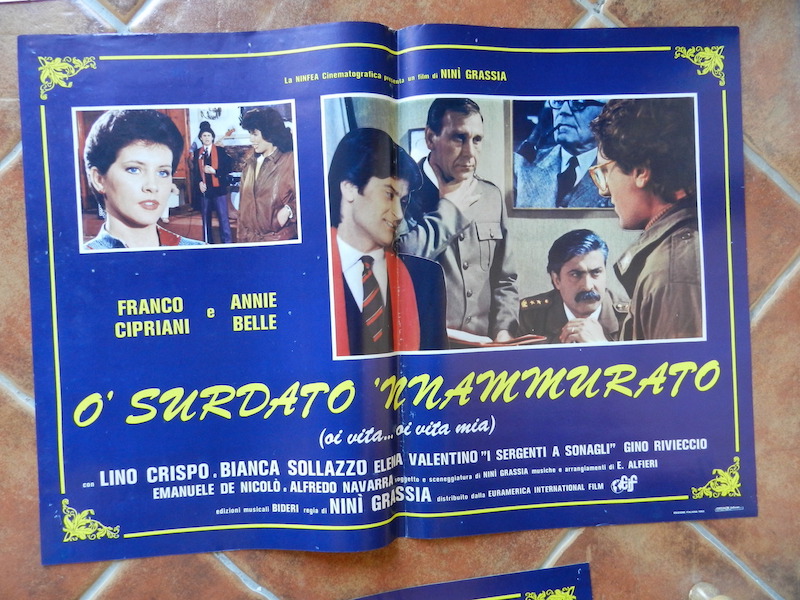 La NINFEA Cinematografica presenta un film di NINÌ GRASSIA
FRANCO CIPRIANI e ANNIE BELLE
O' SURDATO 'NNAMMURATO
(oi vita... oi vita mia)
con LINO CRISPO . BIANCA SOLLAZZO ELENA VALENTINO "I SERGENTI A SONAGLI" GINO RIVIECCIO
EMANUELE DE NICOLÒ . ALFREDO NAVARRA soggetto e sceneggiatura di NINÌ GRASSIA musiche e arrangiamenti di E. ALFIERI
edizioni musicali BIDERI regia di NINÌ GRASSIA distribuito dalla EURAMERICA INTERNATIONAL FILM